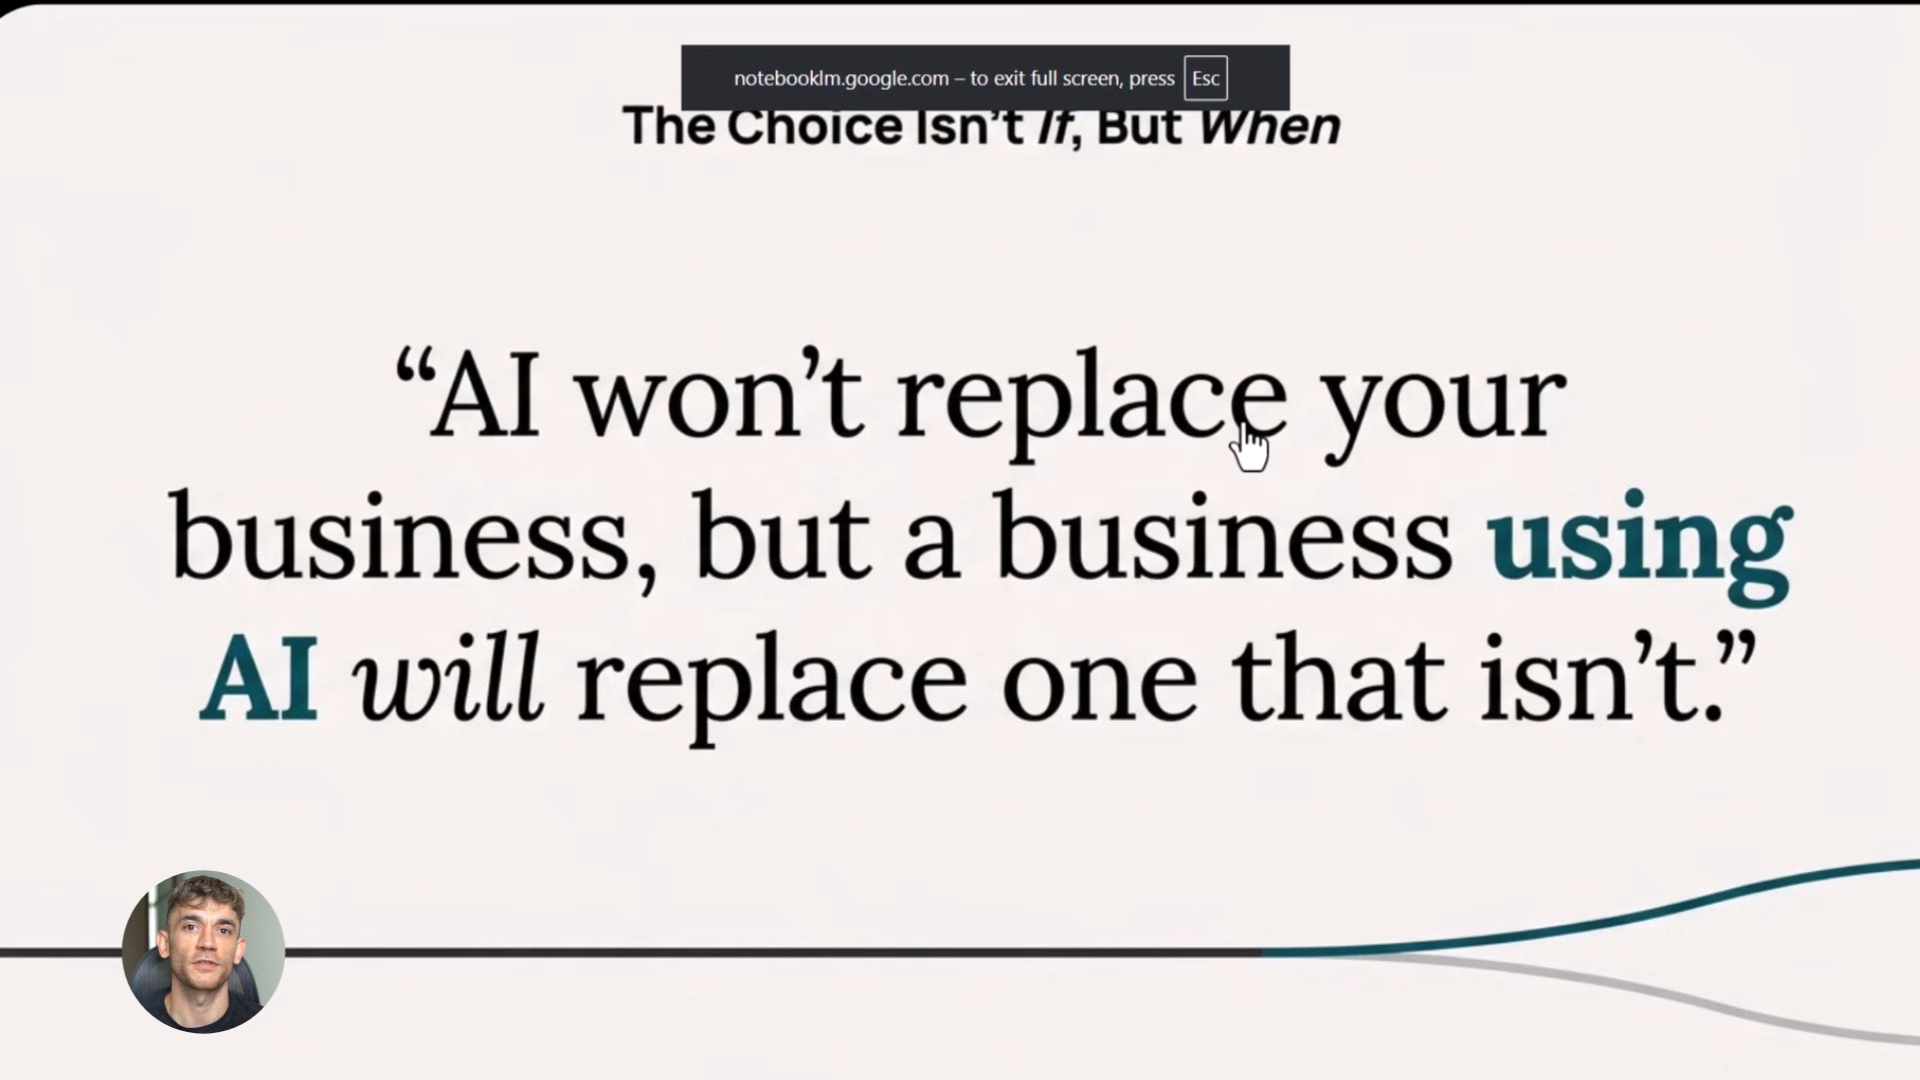 notebooklm.google.com – to exit full screen, press Esc
The Choice Isn’t If, But When
“AI won’t replace your
business, but a business using
AI will replace one that isn’t.”